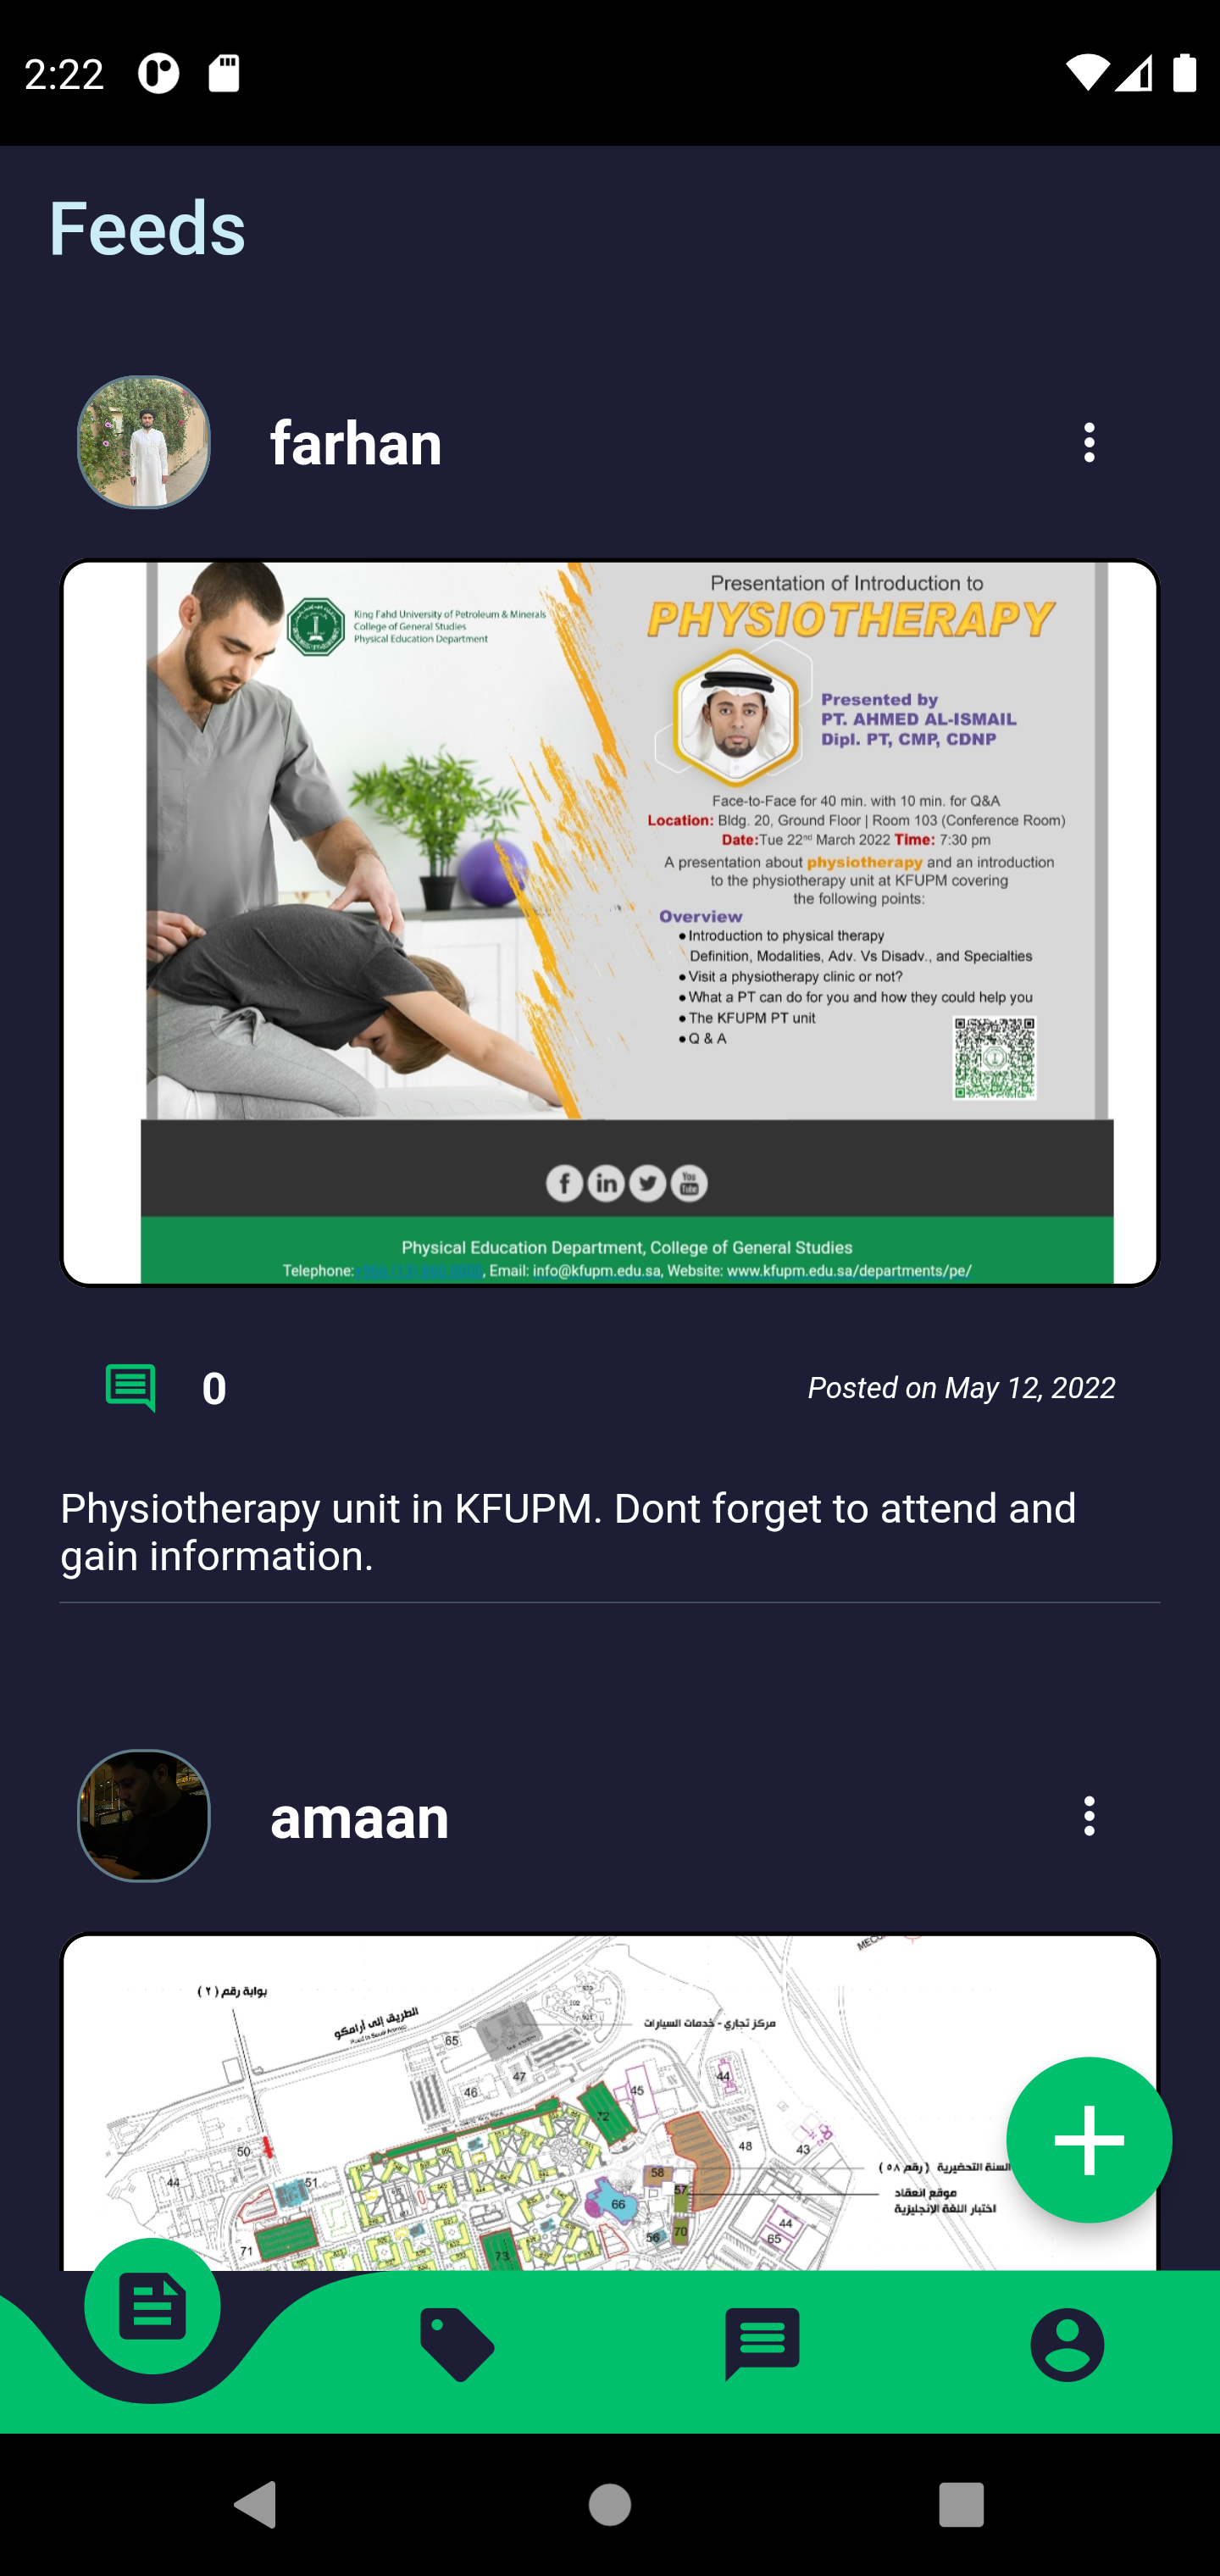 2:22
Feeds
farhan
King Fahd University of Petroleum & Minerals
College of General Studies
Physical Education Department
Presentation of Introduction to
PHYSIOTHERAPY
Presented by
PT. AHMED AL-ISMAIL
Dipl. PT, CMP, CDNP
Face-to-Face for 40 min. with 10 min. for Q&A
Location: Bldg. 20, Ground Floor | Room 103 (Conference Room)
Date:Tue 22nd March 2022 Time: 7:30 pm
A presentation about physiotherapy and an introduction
to the physiotherapy unit at KFUPM covering
the following points:
Overview
• Introduction to physical therapy
Definition, Modalities, Adv. Vs Disadv., and Specialties
• Visit a physiotherapy clinic or not?
• What a PT can do for you and how they could help you
• The KFUPM PT unit
• Q & A
f in You Tube
Physical Education Department, College of General Studies
Telephone: , Email: info@kfupm.edu.sa, Website: www.kfupm.edu.sa/departments/pe/
0
Posted on May 12, 2022
Physiotherapy unit in KFUPM. Dont forget to attend and
gain information.
amaan
بوابة رقم ( ٢ )
الطريق إلى أرامكو
Road to Saudi Aramco
مركز تجاري - خدمات السيارات
65
47
46
45
44
72
50
48
43
44
51
58
السنة التحضيرية ( رقم ٥٨ )
57
موقع انعقاد
66
اختبار اللغة الإنجليزية
44
56
70
65
71
73